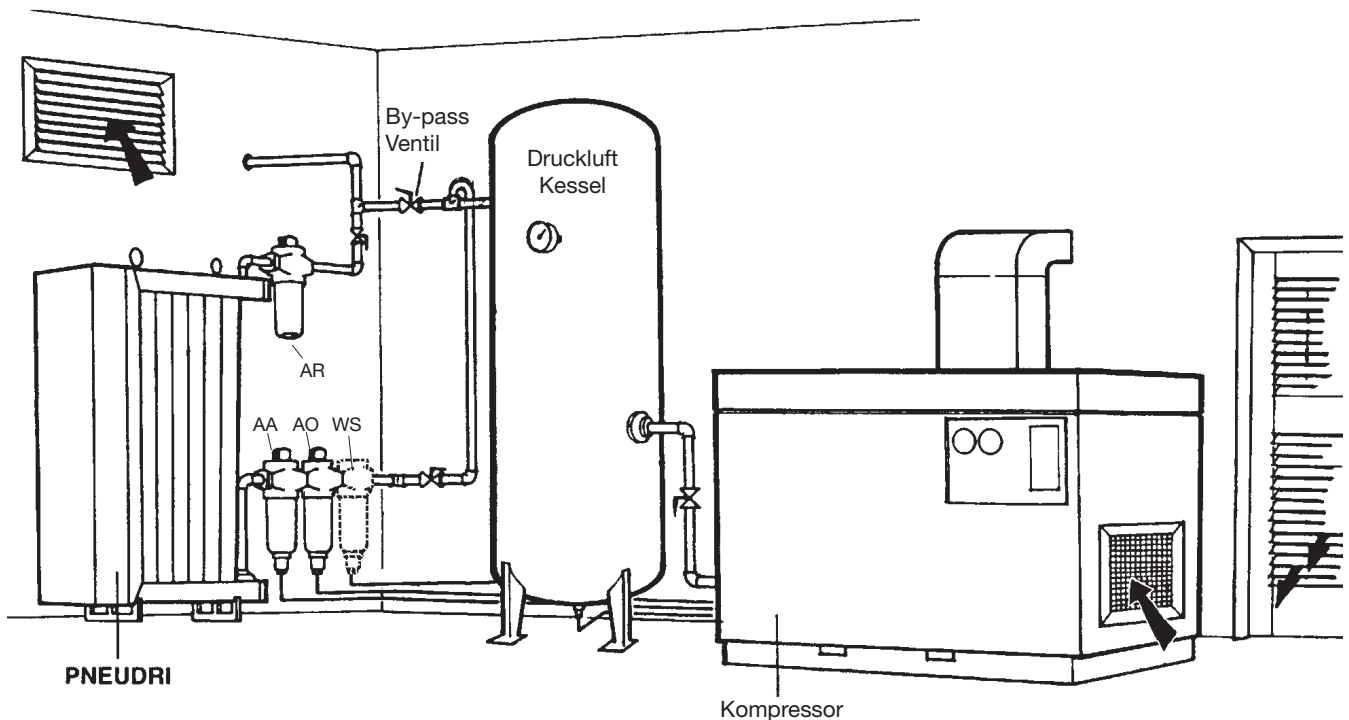 By-pass
Ventil
Druckluft
Kessel
AR
AA AO WS
PNEUDRI
Kompressor